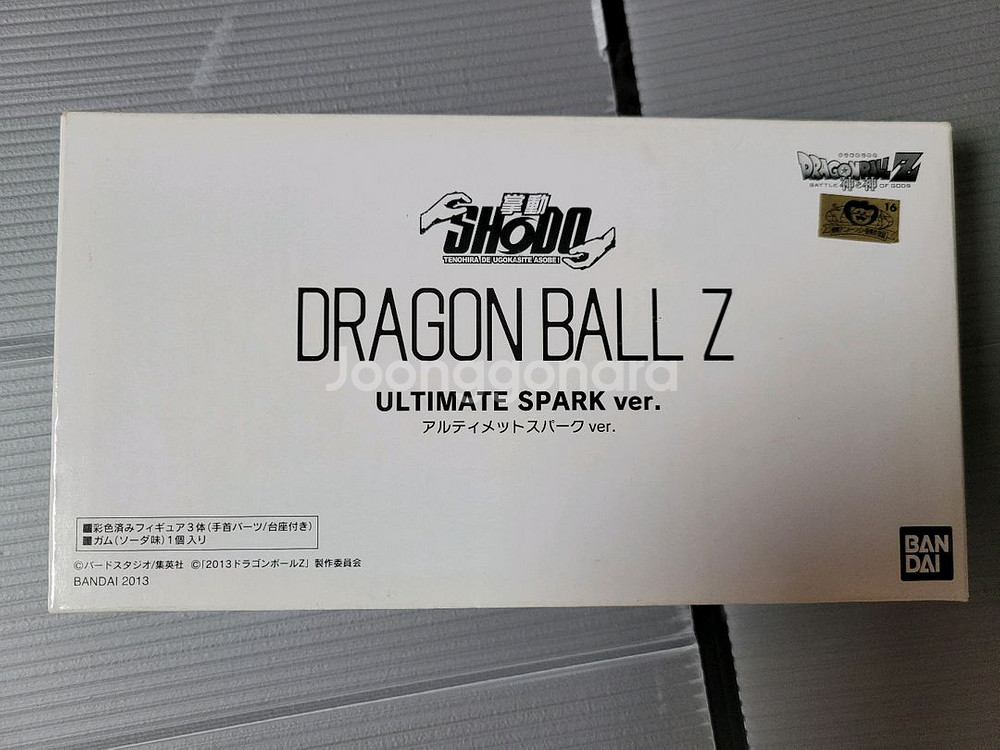 DRAGON BALL Z
BATTLE 神と神 OF GODS
16
掌動
SHODO
TENOHIRA DE UGOKASITE ASOBE!
DRAGON BALL Z
Joonggonara
ULTIMATE SPARK ver.
アルティメットスパーク ver.
■彩色済みフィギュア3体(手首パーツ/台座付き)
■ガム(ソーダ味)1個入り
©バードスタジオ/集英社 ©「2013ドラゴンボールZ」製作委員会
BANDAI 2013
BAN
DAI